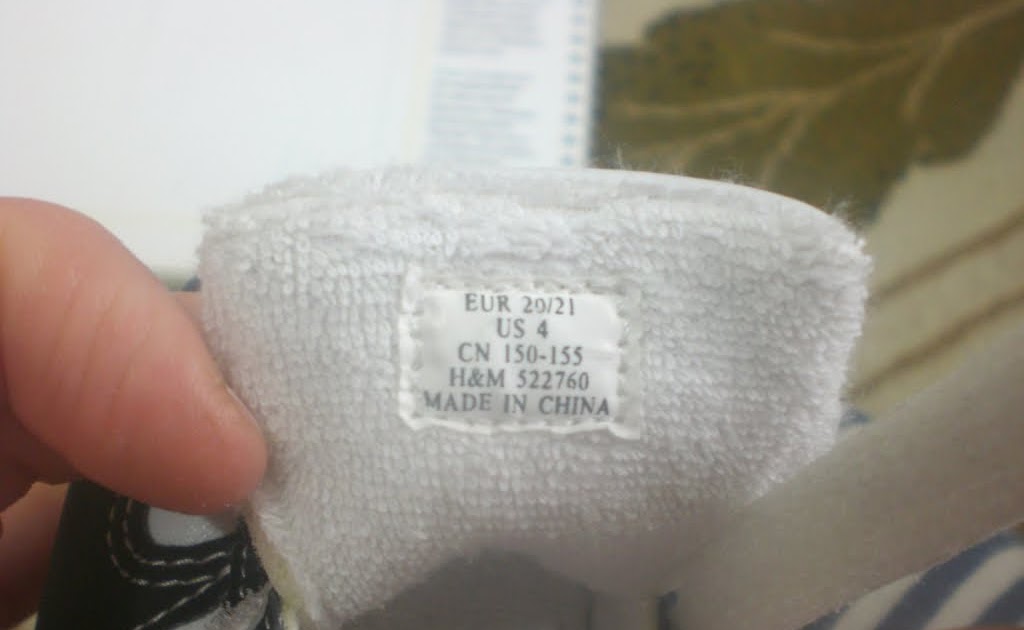 EUR 20/21
US 4
CN 150-155
H&M 522760
MADE IN CHINA